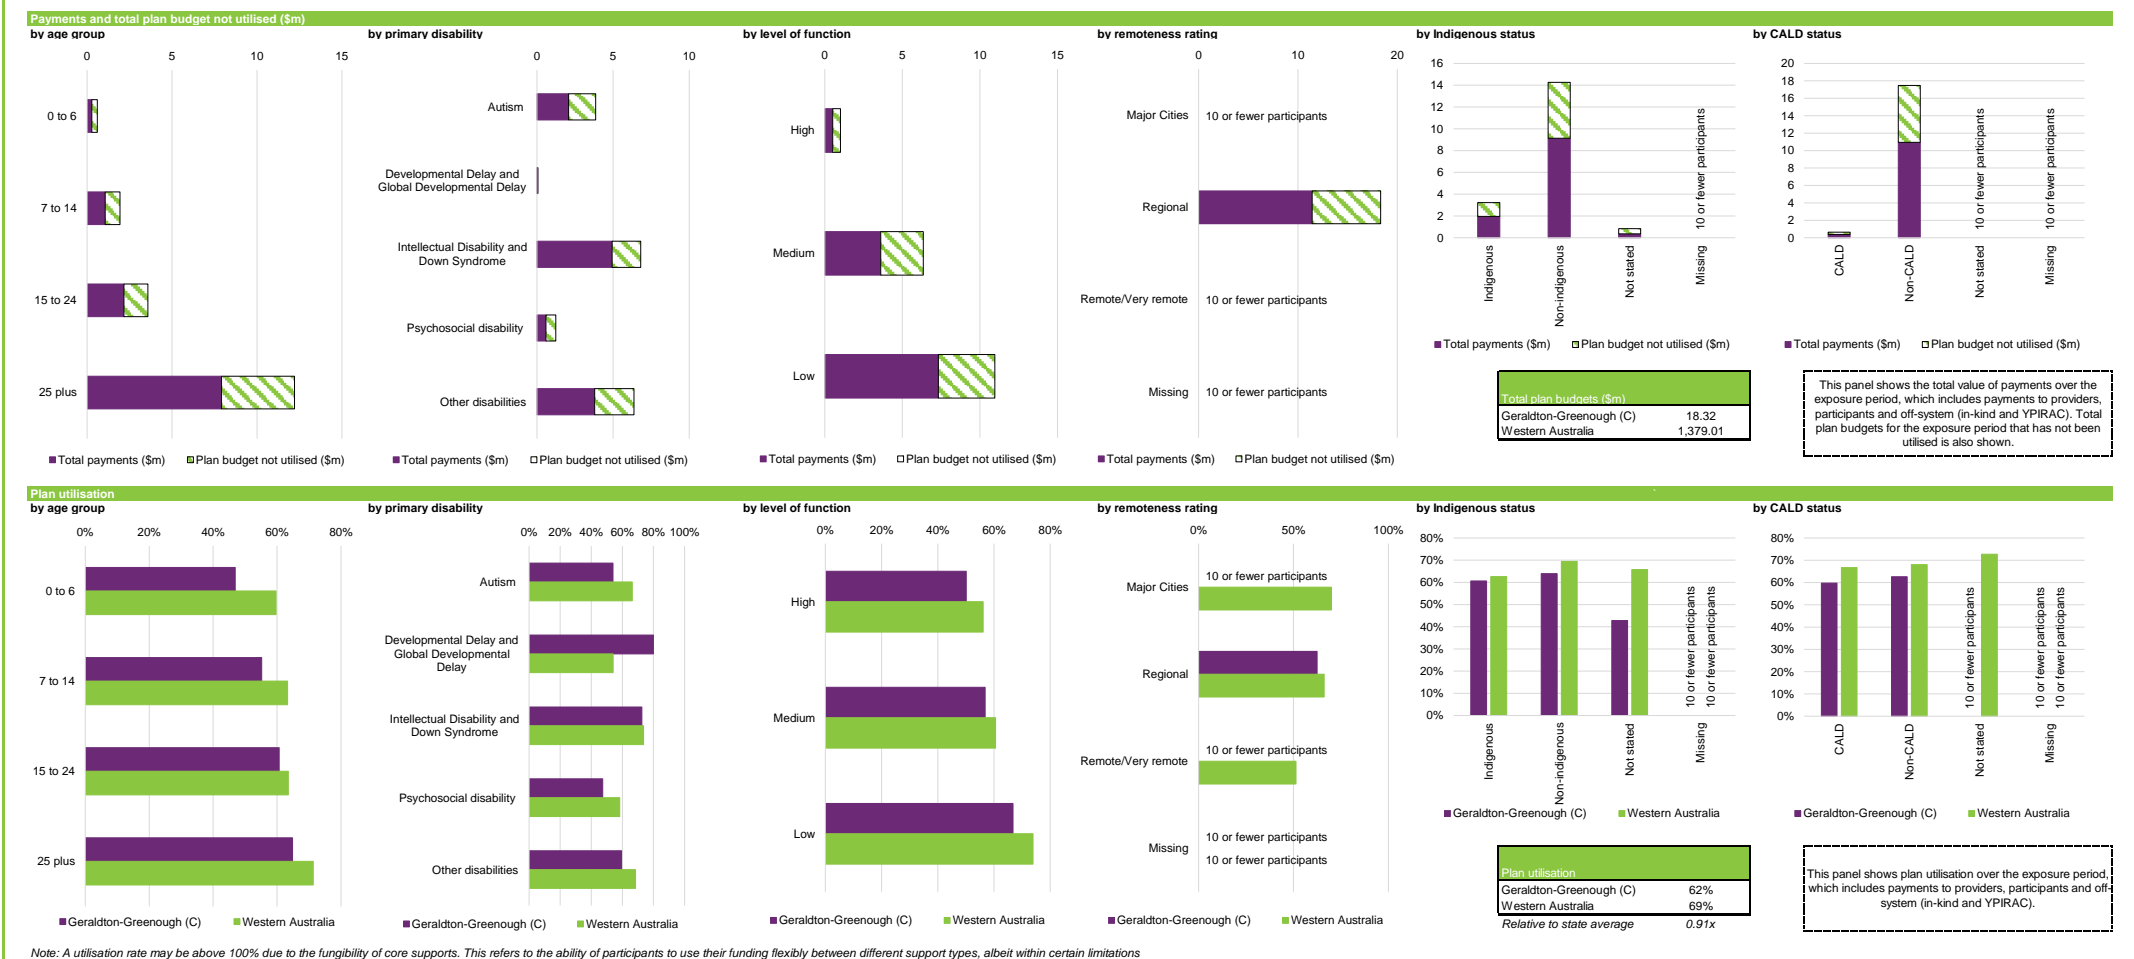 Payments and total plan budget not utilised ($m)
by age group
0 5 10 15
0 to 6
7 to 14
15 to 24
25 plus
Total payments ($m) Plan budget not utilised ($m)
by primary disability
0 5 10
Autism
Developmental Delay and
Global Developmental Delay
Intellectual Disability and
Down Syndrome
Psychosocial disability
Other disabilities
Total payments ($m) Plan budget not utilised ($m)
by level of function
0 5 10 15
High
Medium
Low
Total payments ($m) Plan budget not utilised ($m)
by remoteness rating
0 10 20
Major Cities 10 or fewer participants
Regional
Remote/Very remote 10 or fewer participants
Missing 10 or fewer participants
Total payments ($m) Plan budget not utilised ($m)
by Indigenous status
16
14
12
10
8
6
4
2
0
10 or fewer participants
Indigenous
Non-indigenous
Not stated
Missing
Total payments ($m) Plan budget not utilised ($m)
Total plan budgets ($m)
Geraldton-Greenough (C) 18.32
Western Australia 1,379.01
by CALD status
20
18
16
14
12
10
8
6
4
2
0
10 or fewer participants
10 or fewer participants
CALD
Non-CALD
Not stated
Missing
Total payments ($m) Plan budget not utilised ($m)
This panel shows the total value of payments over the
exposure period, which includes payments to providers,
participants and off-system (in-kind and YPIRAC). Total
plan budgets for the exposure period that has not been
utilised is also shown.
Plan utilisation
by age group
0% 20% 40% 60% 80%
0 to 6
7 to 14
15 to 24
25 plus
Geraldton-Greenough (C) Western Australia
by primary disability
0% 20% 40% 60% 80% 100%
Autism
Developmental Delay and
Global Developmental
Delay
Intellectual Disability and
Down Syndrome
Psychosocial disability
Other disabilities
Geraldton-Greenough (C) Western Australia
by level of function
0% 20% 40% 60% 80%
High
Medium
Low
Geraldton-Greenough (C) Western Australia
by remoteness rating
0% 50% 100%
Major Cities 10 or fewer participants
Regional
Remote/Very remote 10 or fewer participants
Missing 10 or fewer participants
10 or fewer participants
Geraldton-Greenough (C) Western Australia
by Indigenous status
80%
70%
60%
50%
40%
30%
20%
10%
0%
10 or fewer participants
10 or fewer participants
Indigenous
Non-indigenous
Not stated
Missing
Geraldton-Greenough (C) Western Australia
Plan utilisation
Geraldton-Greenough (C) 62%
Western Australia 69%
Relative to state average 0.91x
by CALD status
80%
70%
60%
50%
40%
30%
20%
10%
0%
10 or fewer participants
10 or fewer participants
10 or fewer participants
CALD
Non-CALD
Not stated
Missing
Geraldton-Greenough (C) Western Australia
This panel shows plan utilisation over the exposure period,
which includes payments to providers, participants and off-
system (in-kind and YPIRAC).
Note: A utilisation rate may be above 100% due to the fungibility of core supports. This refers to the ability of participants to use their funding flexibly between different support types, albeit within certain limitations